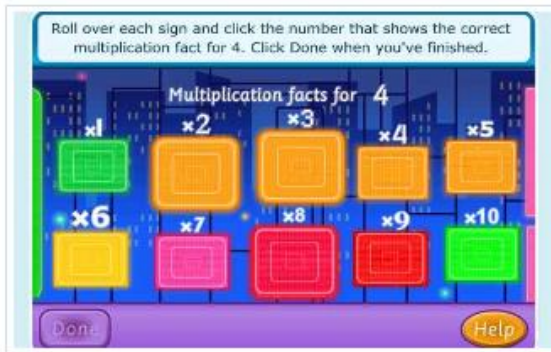 Roll over each sign and click the number that shows the correct
multiplication fact for 4. Click Done when you've finished.
Multiplication facts for 4
×1 ×2 ×3 ×4 ×5
×6 ×7 ×8 ×9 ×10
Done Help